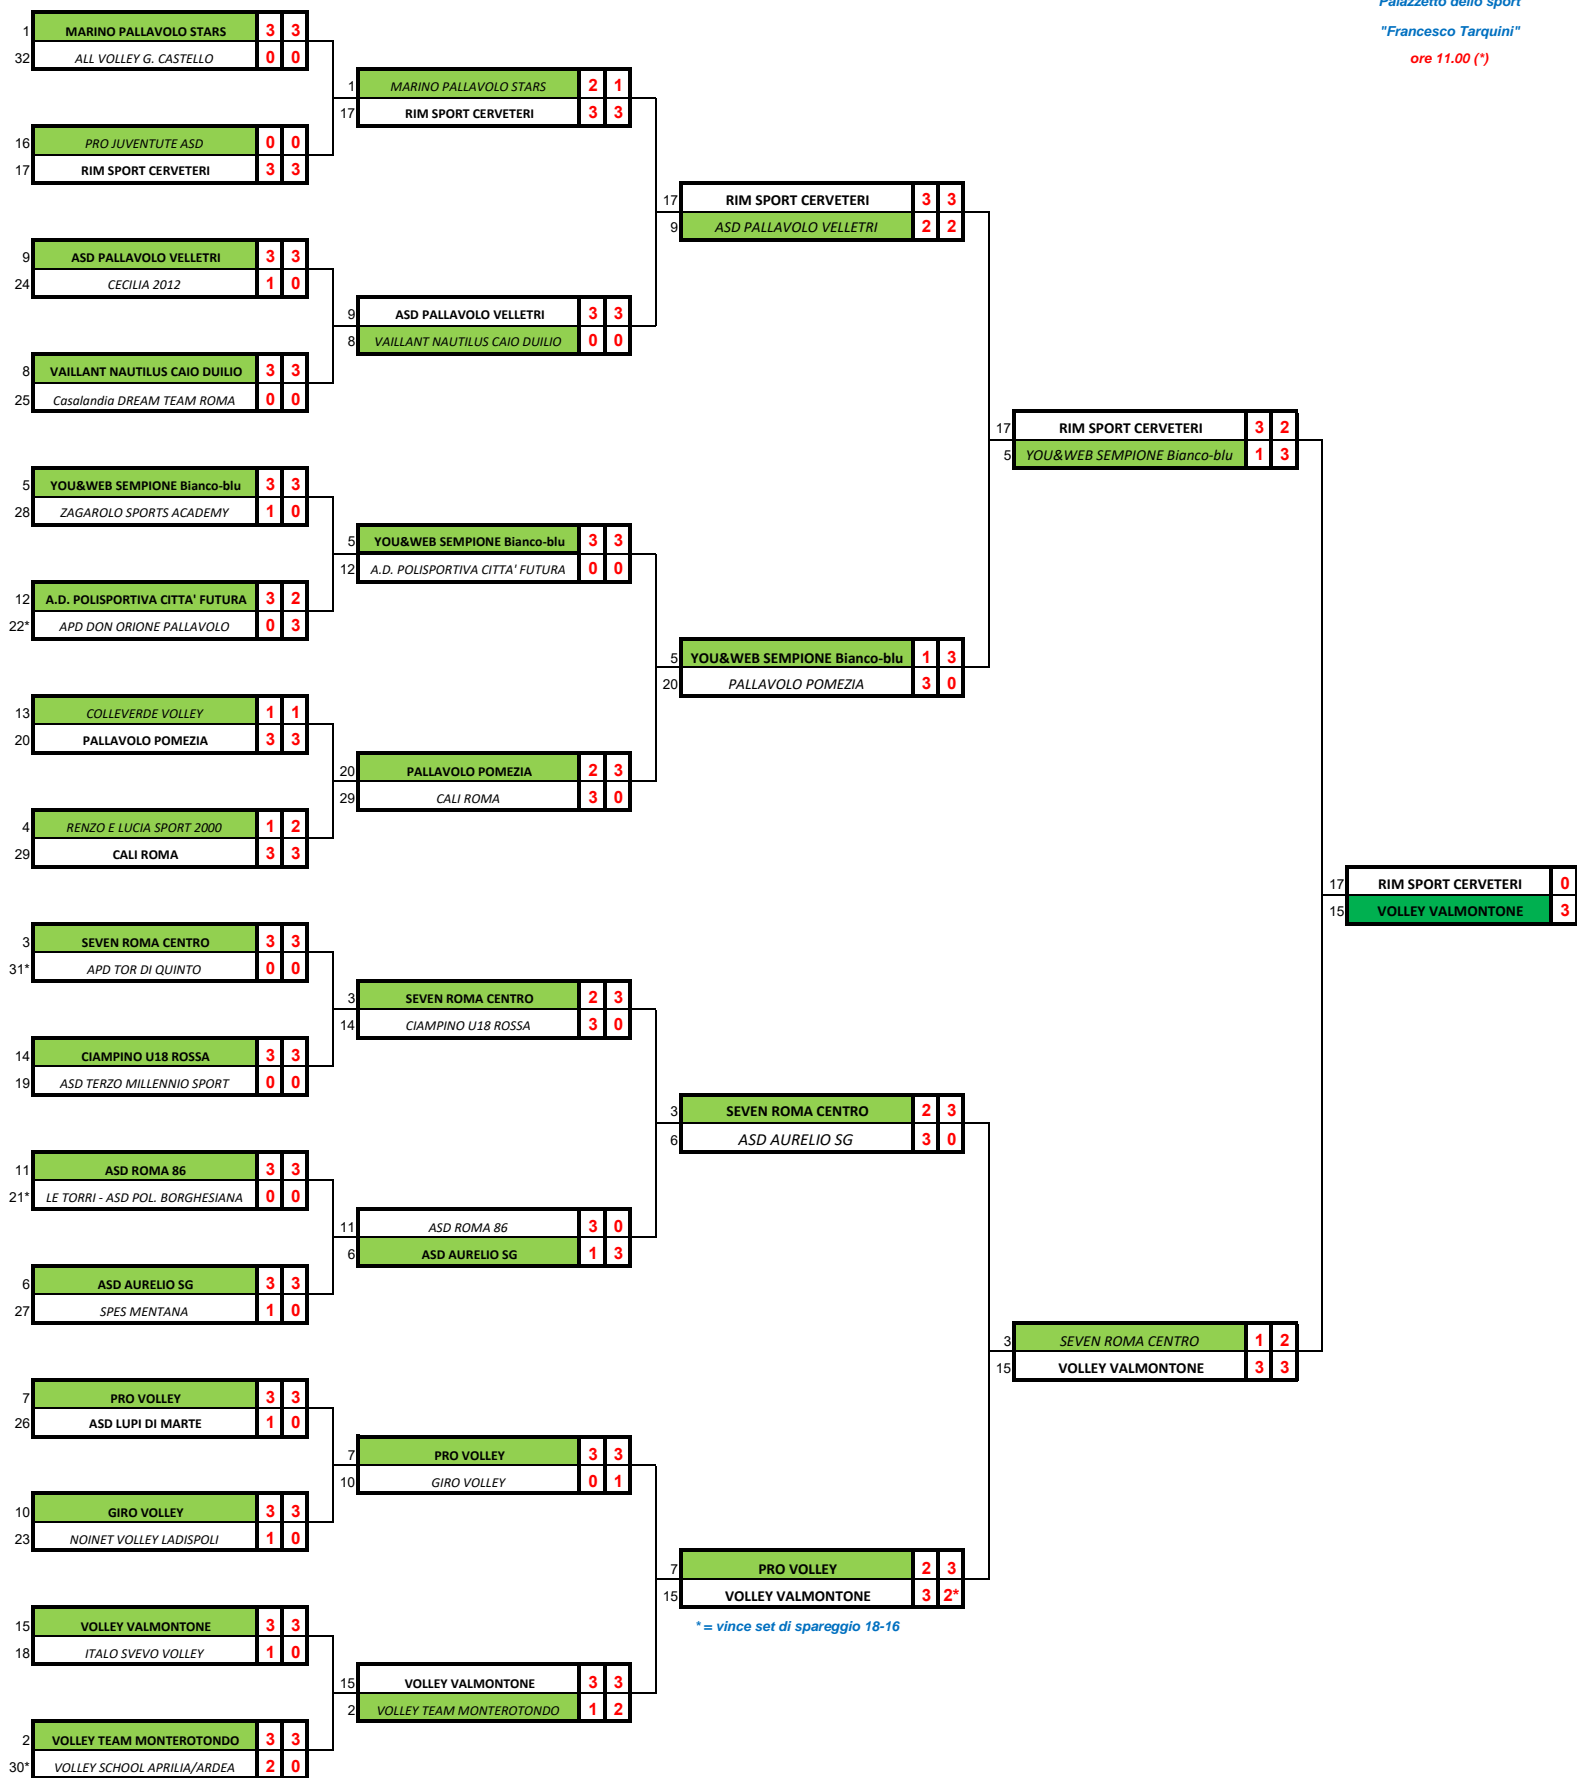 Palazzetto dello sport
"Francesco Tarquini"
ore 11.00 (*)
1 MARINO PALLAVOLO STARS 3 3
32 ALL VOLLEY G. CASTELLO 0 0
16 PRO JUVENTUTE ASD 0 0
17 RIM SPORT CERVETERI 3 3
9 ASD PALLAVOLO VELLETRI 3 3
24 CECILIA 2012 1 0
8 VAILLANT NAUTILUS CAIO DUILIO 3 3
25 Casalandia DREAM TEAM ROMA 0 0
5 YOU&WEB SEMPIONE Bianco-blu 3 3
28 ZAGAROLO SPORTS ACADEMY 1 0
12 A.D. POLISPORTIVA CITTA' FUTURA 3 2
22* APD DON ORIONE PALLAVOLO 0 3
13 COLLEVERDE VOLLEY 1 1
20 PALLAVOLO POMEZIA 3 3
4 RENZO E LUCIA SPORT 2000 1 2
29 CALI ROMA 3 3
3 SEVEN ROMA CENTRO 3 3
31* APD TOR DI QUINTO 0 0
14 CIAMPINO U18 ROSSA 3 3
19 ASD TERZO MILLENNIO SPORT 0 0
11 ASD ROMA 86 3 3
21* LE TORRI - ASD POL. BORGHESIANA 0 0
6 ASD AURELIO SG 3 3
27 SPES MENTANA 1 0
7 PRO VOLLEY 3 3
26 ASD LUPI DI MARTE 1 0
10 GIRO VOLLEY 3 3
23 NOINET VOLLEY LADISPOLI 1 0
15 VOLLEY VALMONTONE 3 3
18 ITALO SVEVO VOLLEY 1 0
2 VOLLEY TEAM MONTEROTONDO 3 3
30* VOLLEY SCHOOL APRILIA/ARDEA 2 0
1 MARINO PALLAVOLO STARS 2 1
17 RIM SPORT CERVETERI 3 3
9 ASD PALLAVOLO VELLETRI 3 3
8 VAILLANT NAUTILUS CAIO DUILIO 0 0
5 YOU&WEB SEMPIONE Bianco-blu 3 3
12 A.D. POLISPORTIVA CITTA' FUTURA 0 0
20 PALLAVOLO POMEZIA 2 3
29 CALI ROMA 3 0
3 SEVEN ROMA CENTRO 2 3
14 CIAMPINO U18 ROSSA 3 0
11 ASD ROMA 86 3 0
6 ASD AURELIO SG 1 3
7 PRO VOLLEY 3 3
10 GIRO VOLLEY 0 1
15 VOLLEY VALMONTONE 3 3
2 VOLLEY TEAM MONTEROTONDO 1 2
17 RIM SPORT CERVETERI 3 3
9 ASD PALLAVOLO VELLETRI 2 2
5 YOU&WEB SEMPIONE Bianco-blu 1 3
20 PALLAVOLO POMEZIA 3 0
3 SEVEN ROMA CENTRO 2 3
6 ASD AURELIO SG 3 0
7 PRO VOLLEY 2 3
15 VOLLEY VALMONTONE 3 2*
* = vince set di spareggio 18-16
17 RIM SPORT CERVETERI 3 2
5 YOU&WEB SEMPIONE Bianco-blu 1 3
3 SEVEN ROMA CENTRO 1 2
15 VOLLEY VALMONTONE 3 3
17 RIM SPORT CERVETERI 0
15 VOLLEY VALMONTONE 3